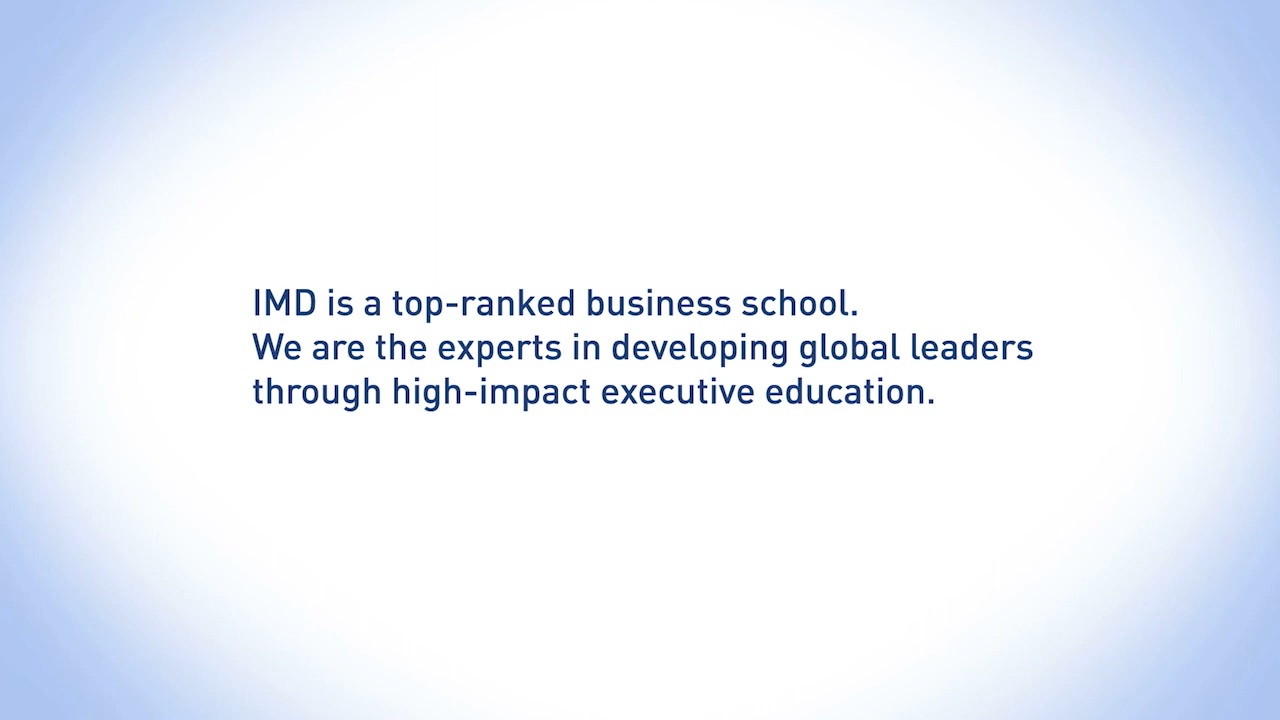 IMD is a top-ranked business school.
We are the experts in developing global leaders
through high-impact executive education.